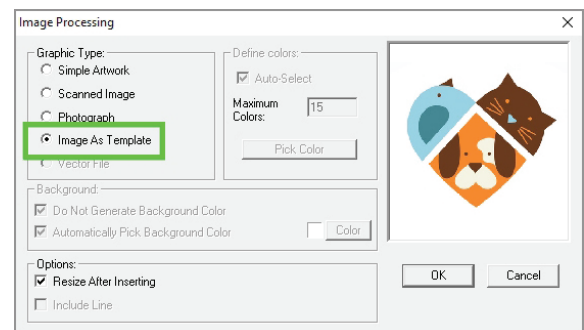 Image Processing
Graphic Type:
Simple Artwork
Scanned Image
Photograph
Image As Template
Vector File
Define colors:
Auto-Select
Maximum
Colors:
15
Pick Color
Background:
Do Not Generate Background Color
Automatically Pick Background Color
Color
Options:
Resize After Inserting
Include Line
OK
Cancel